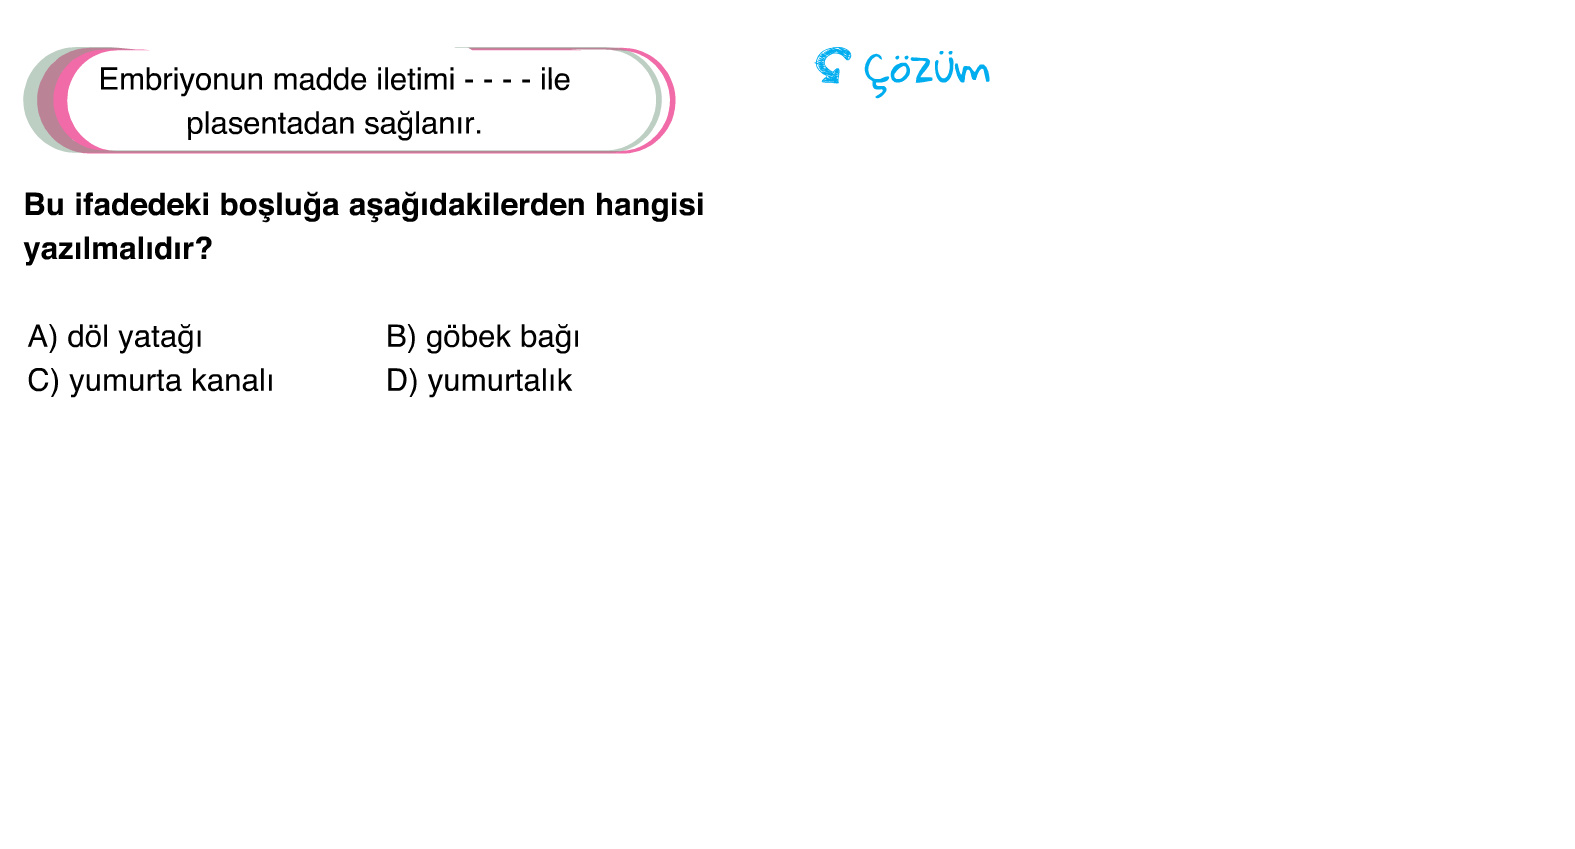 Embriyonun madde iletimi - - - - ile
plasentadan sağlanır.
Bu ifadedeki boşluğa aşağıdakilerden hangisi
yazılmalıdır?
A) döl yatağı B) göbek bağı
C) yumurta kanalı D) yumurtalık
Çözüm